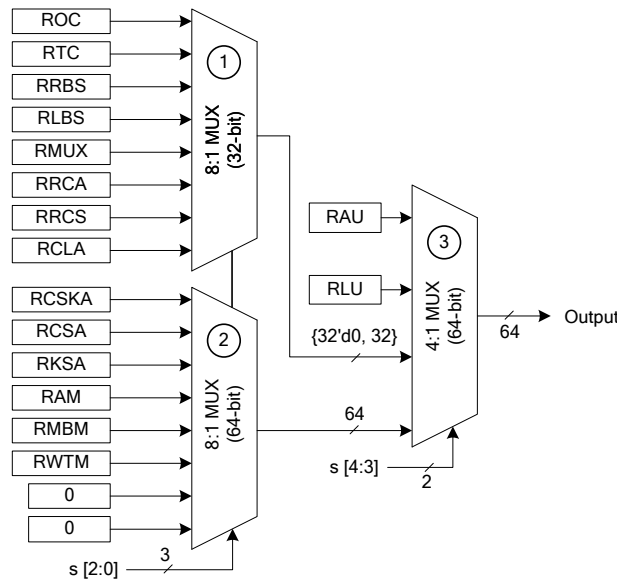 ROC
RTC
RRBS
RLBS
RMUX
RRCA
RRCS
RCLA
1
8:1 MUX
(32-bit)
RCSKA
RCSA
RKSA
RAM
RMBM
RWTM
0
0
2
8:1 MUX
(64-bit)
s [2:0]
3
RAU
RLU
{32'd0, 32}
64
3
4:1 MUX
(64-bit)
s [4:3]
2
64
Output